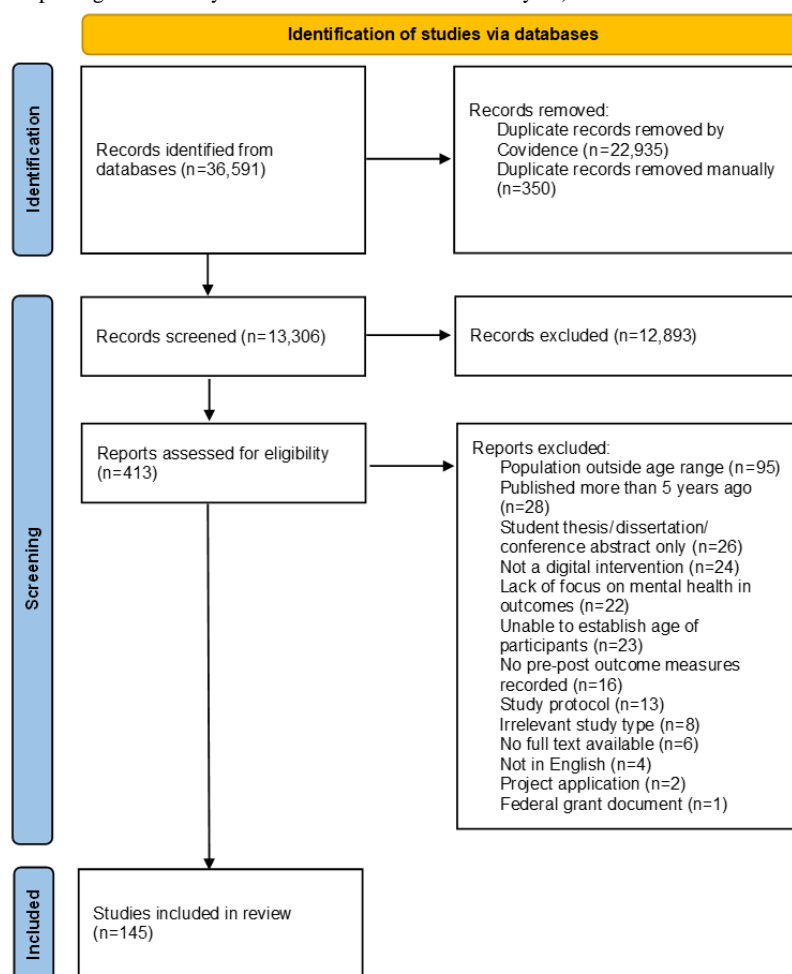 Identification of studies via databases
Identification
Records identified from
databases (n=36,591)
Records removed:
Duplicate records removed by
Covidence (n=22,935)
Duplicate records removed manually
(n=350)
Screening
Records screened (n=13,306)
Records excluded (n=12,893)
Reports assessed for eligibility
(n=413)
Reports excluded:
Population outside age range (n=95)
Published more than 5 years ago
(n=28)
Student thesis/dissertation/
conference abstract only (n=26)
Not a digital intervention (n=24)
Lack of focus on mental health in
outcomes (n=22)
Unable to establish age of
participants (n=23)
No pre-post outcome measures
recorded (n=16)
Study protocol (n=13)
Irrelevant study type (n=8)
No full text available (n=6)
Not in English (n=4)
Project application (n=2)
Federal grant document (n=1)
Included
Studies included in review
(n=145)